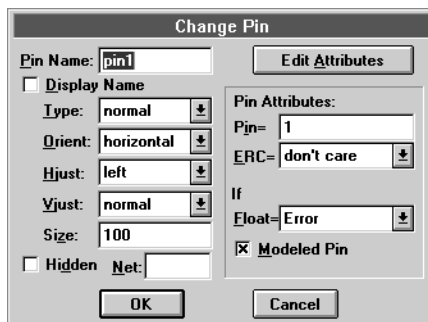 Change Pin
Pin Name: pin1
Edit Attributes
Display Name
Type: normal
Orient: horizontal
Hjust: left
Vjust: normal
Size: 100
Hidden Net:
Pin Attributes:
Pin= 1
ERC= don't care
If
Float= Error
Modeled Pin
OK
Cancel